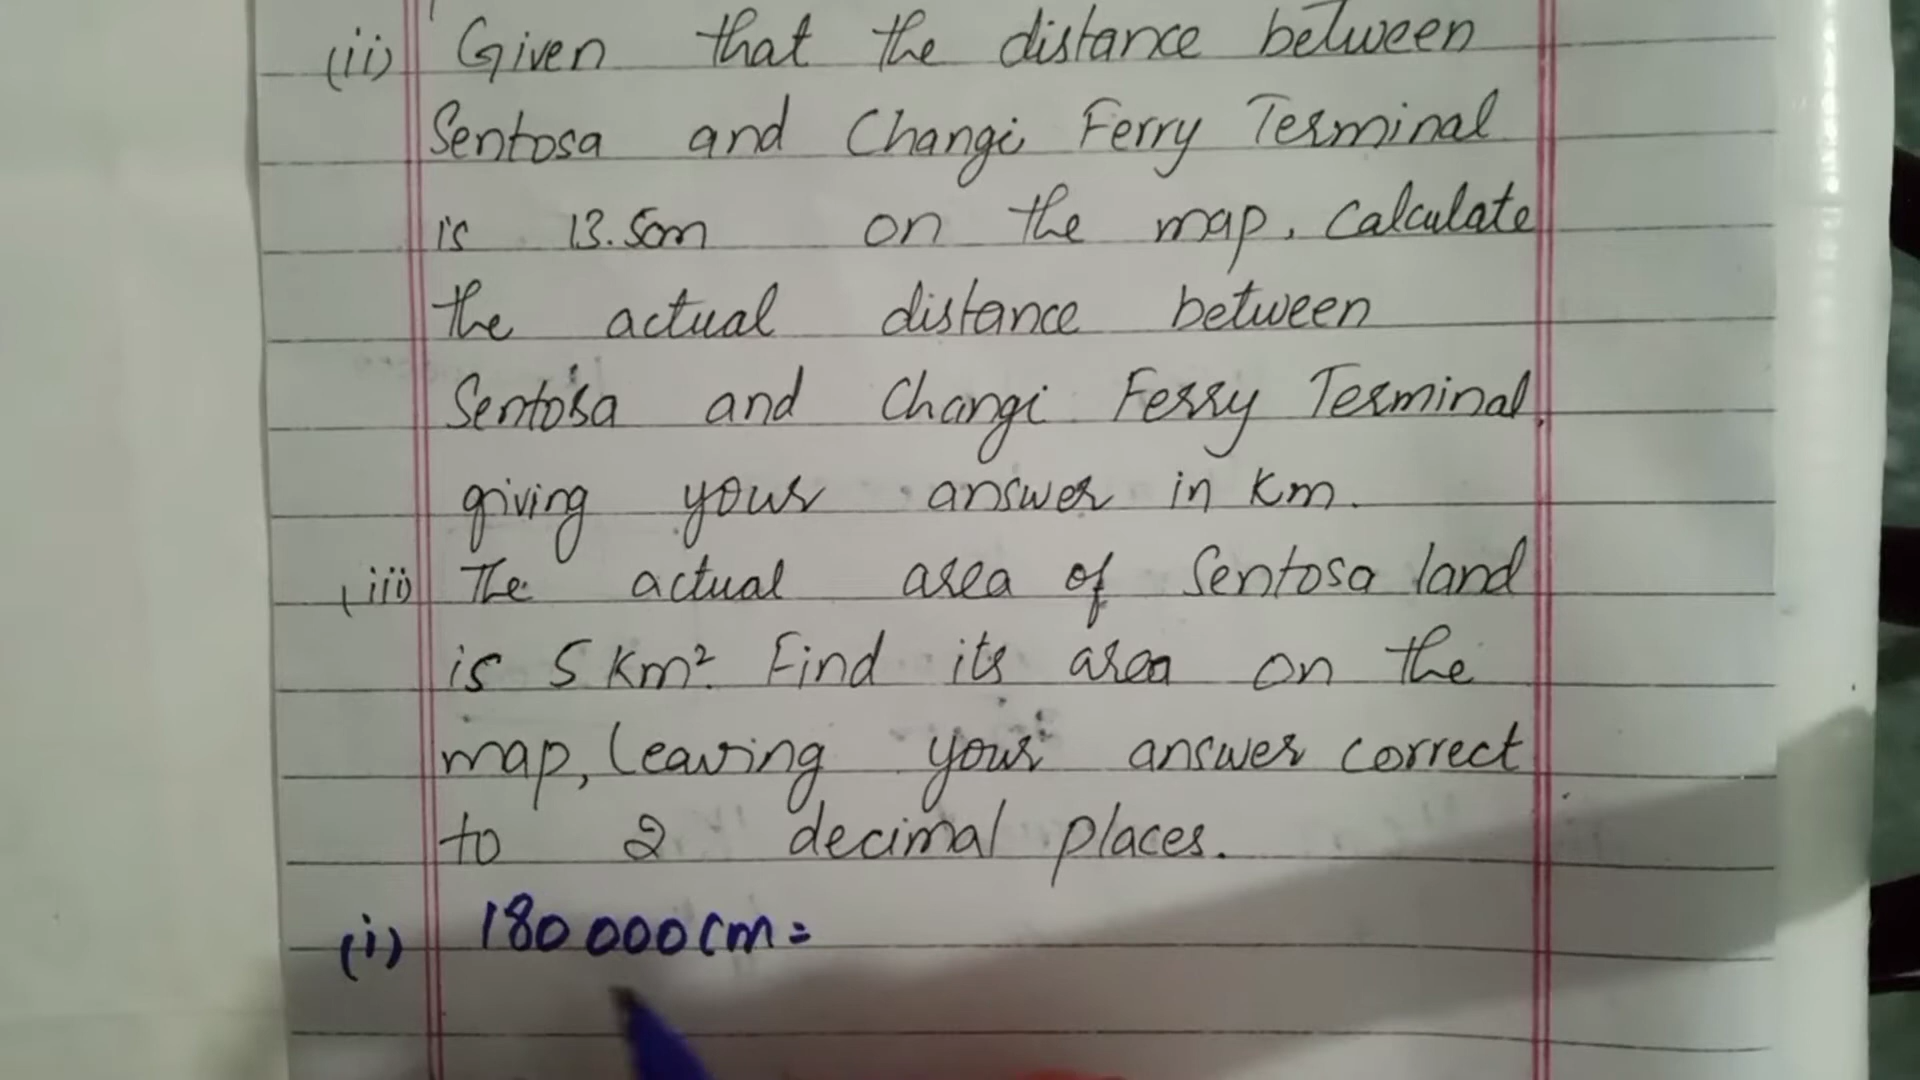 (ii) Given that the distance between
Sentosa and Changi Ferry Terminal
is 13.5cm on the map. Calculate
the actual distance between
Sentosa and Changi Ferry Terminal,
giving your answer in km.
(iii) The actual area of Sentosa land
is 5 km². Find its area on the
map, leaving your answer correct
to 2 decimal places.
(i) 180 000 cm =